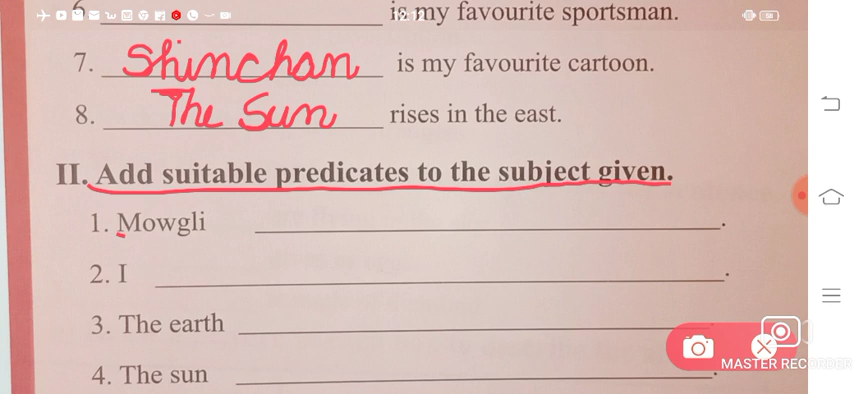 6. is my favourite sportsman.
7. Shinchan is my favourite cartoon.
8. The Sun rises in the east.
II. Add suitable predicates to the subject given.
1. Mowgli .
2. I .
3. The earth .
4. The sun .
MASTER RECORDER